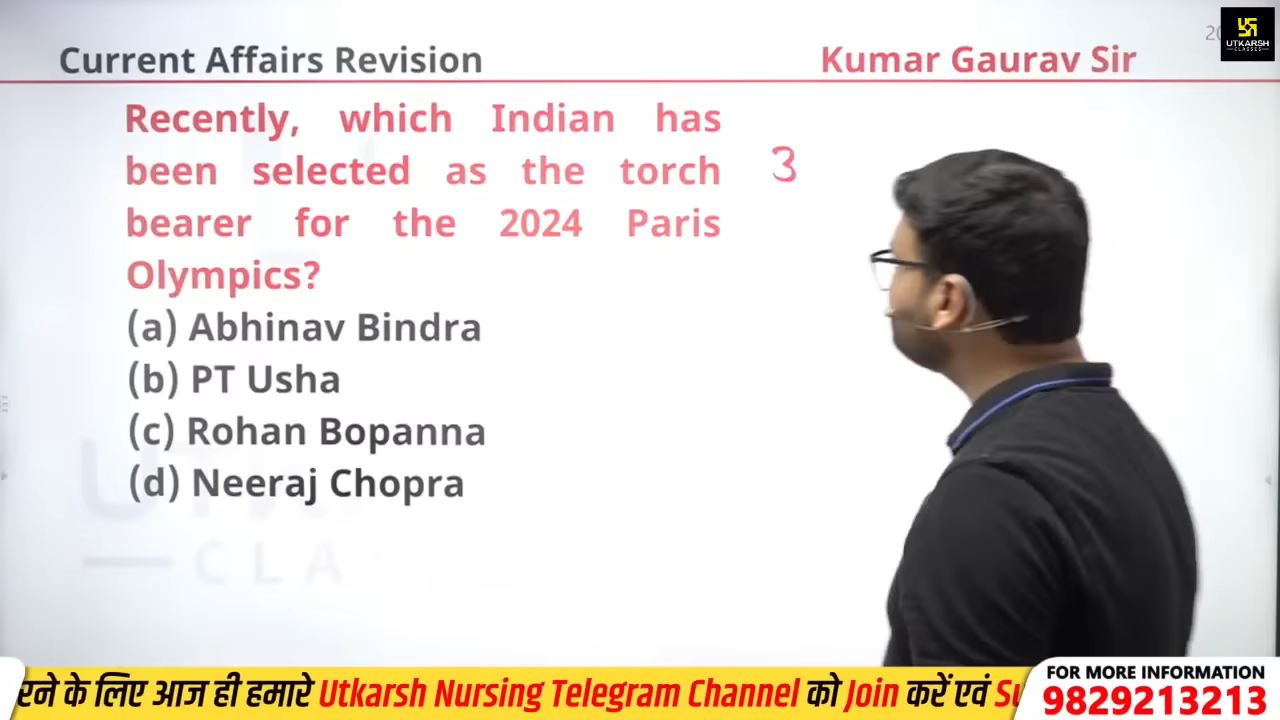 Current Affairs Revision
Kumar Gaurav Sir
UTKARSH
CLASSES
Recently, which Indian has
been selected as the torch
bearer for the 2024 Paris
Olympics?
3
(a) Abhinav Bindra
(b) PT Usha
(c) Rohan Bopanna
(d) Neeraj Chopra
रने के लिए आज ही हमारे Utkarsh Nursing Telegram Channel को Join करें एवं
FOR MORE INFORMATION
9829213213